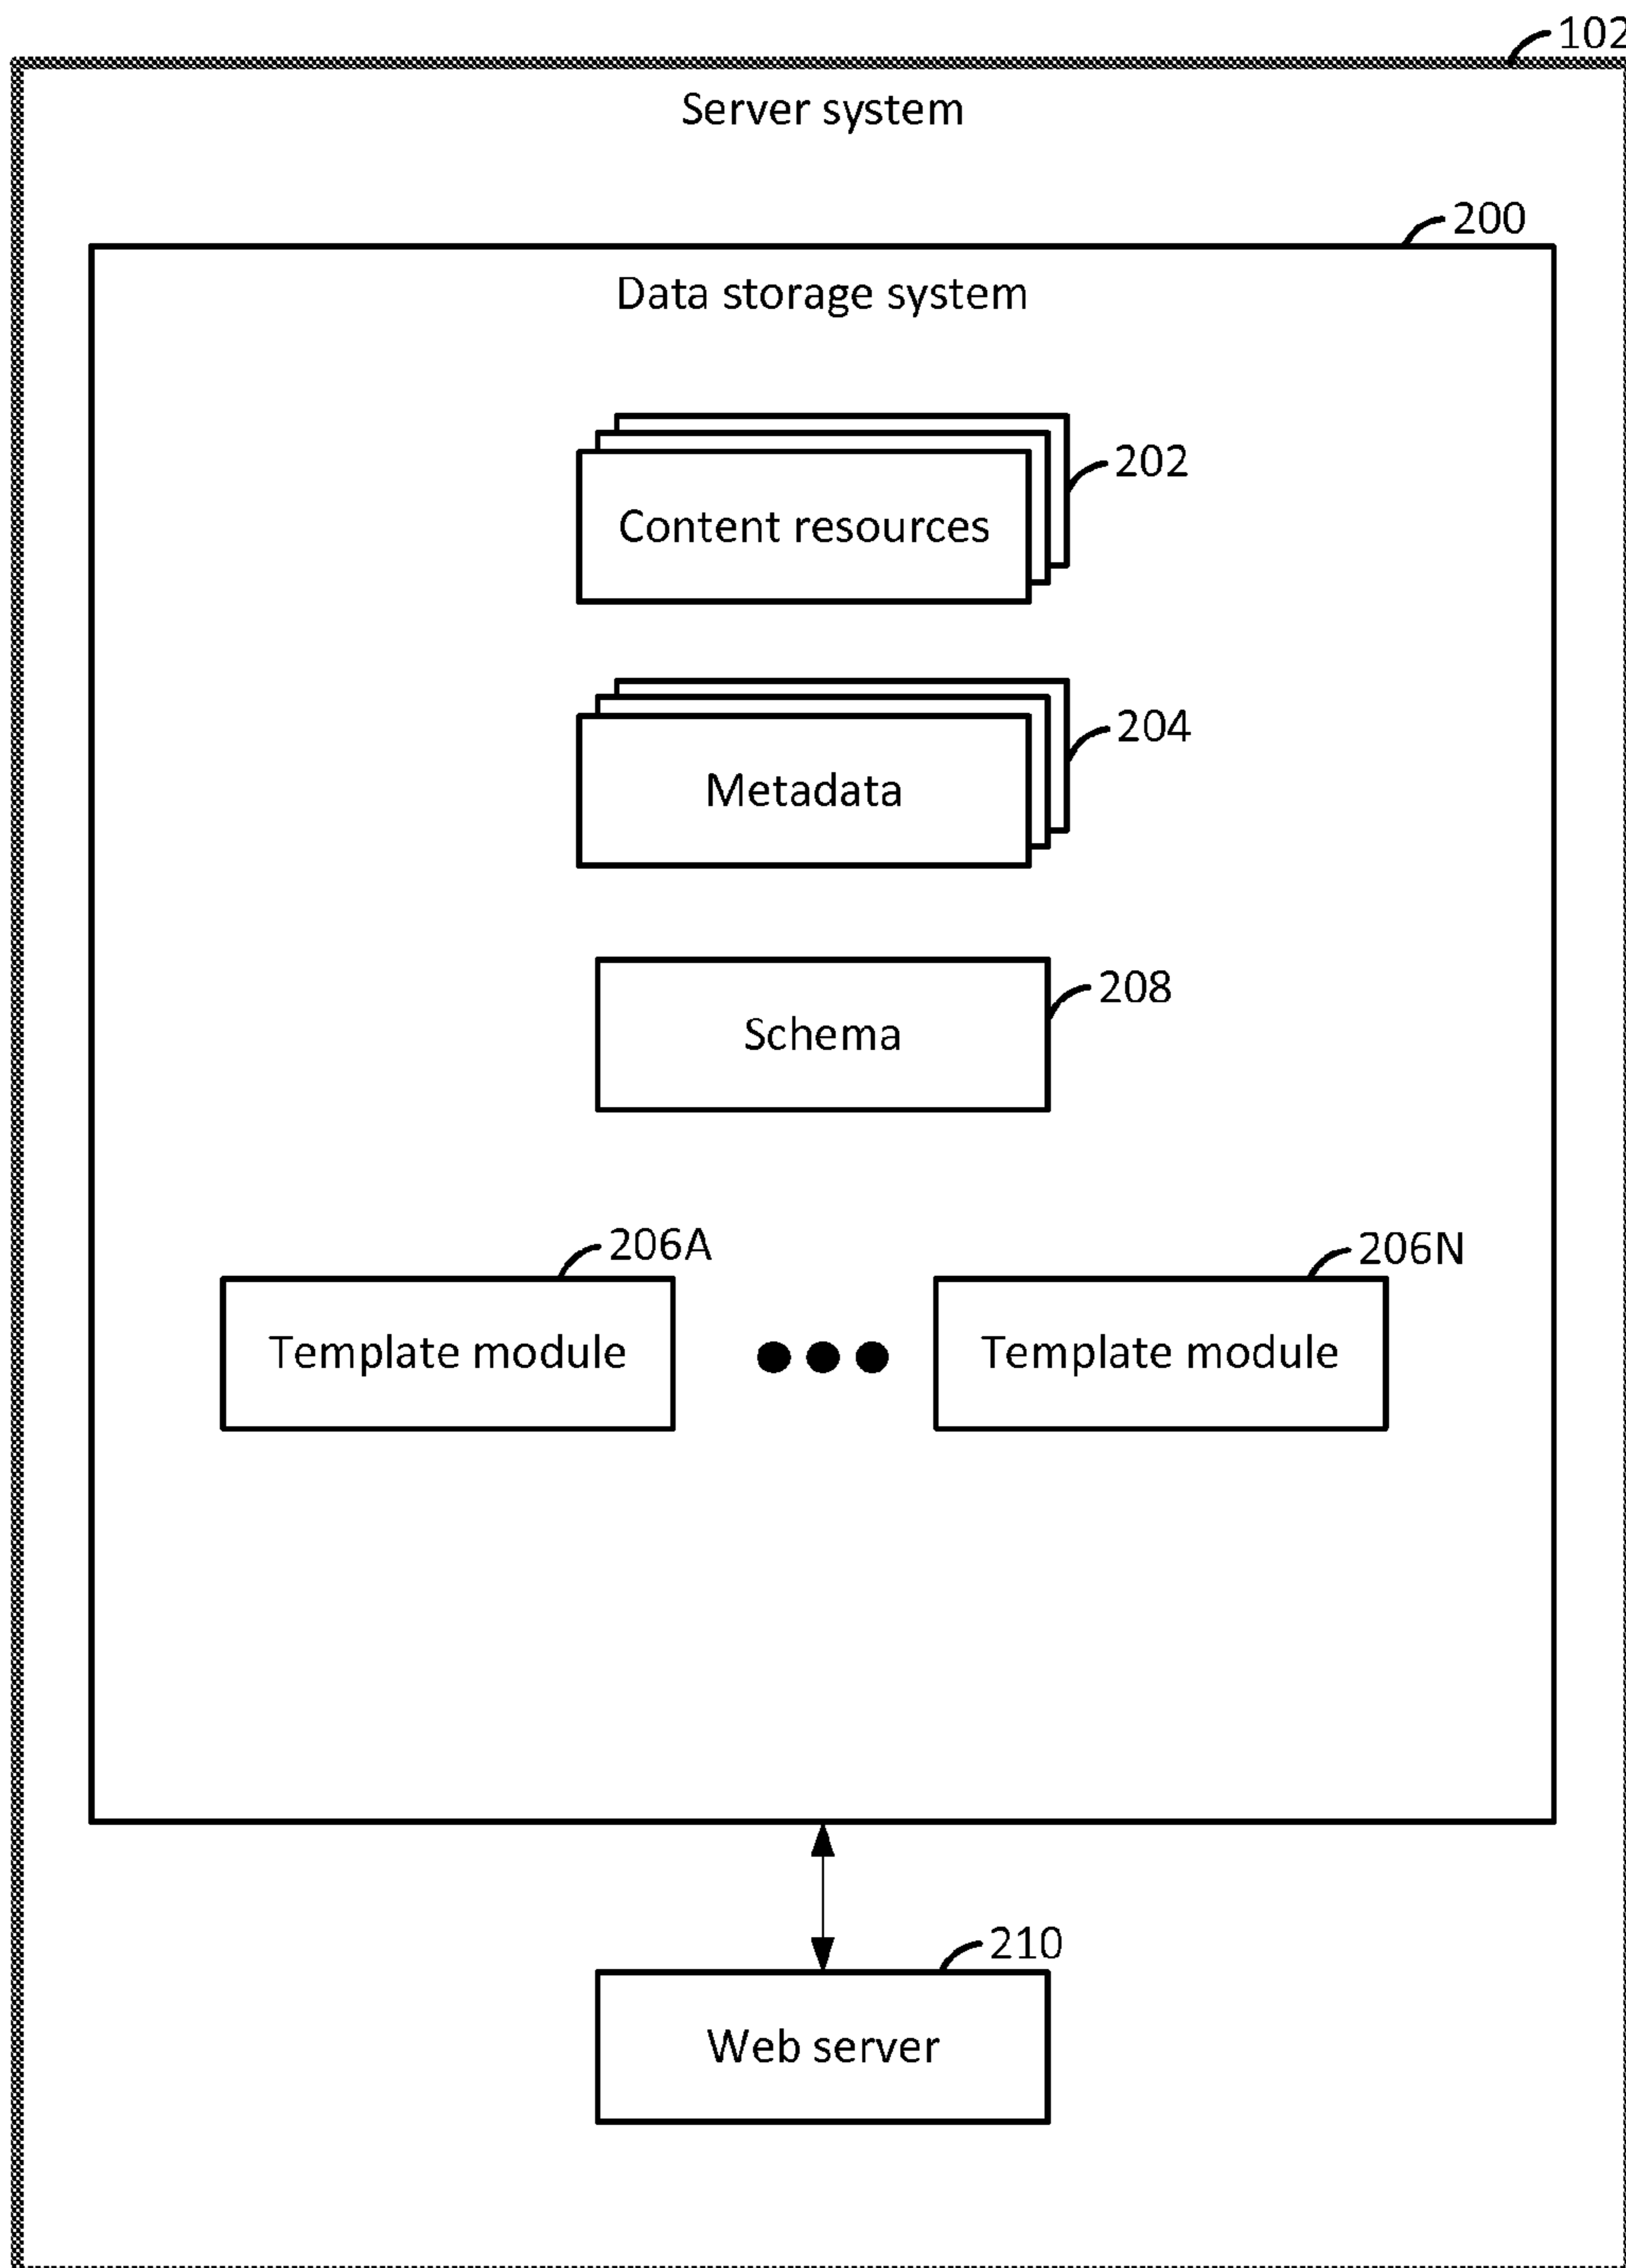 102
Server system
200
Data storage system
202
Content resources
204
Metadata
208
Schema
206A
206N
Template module
Template module
210
Web server